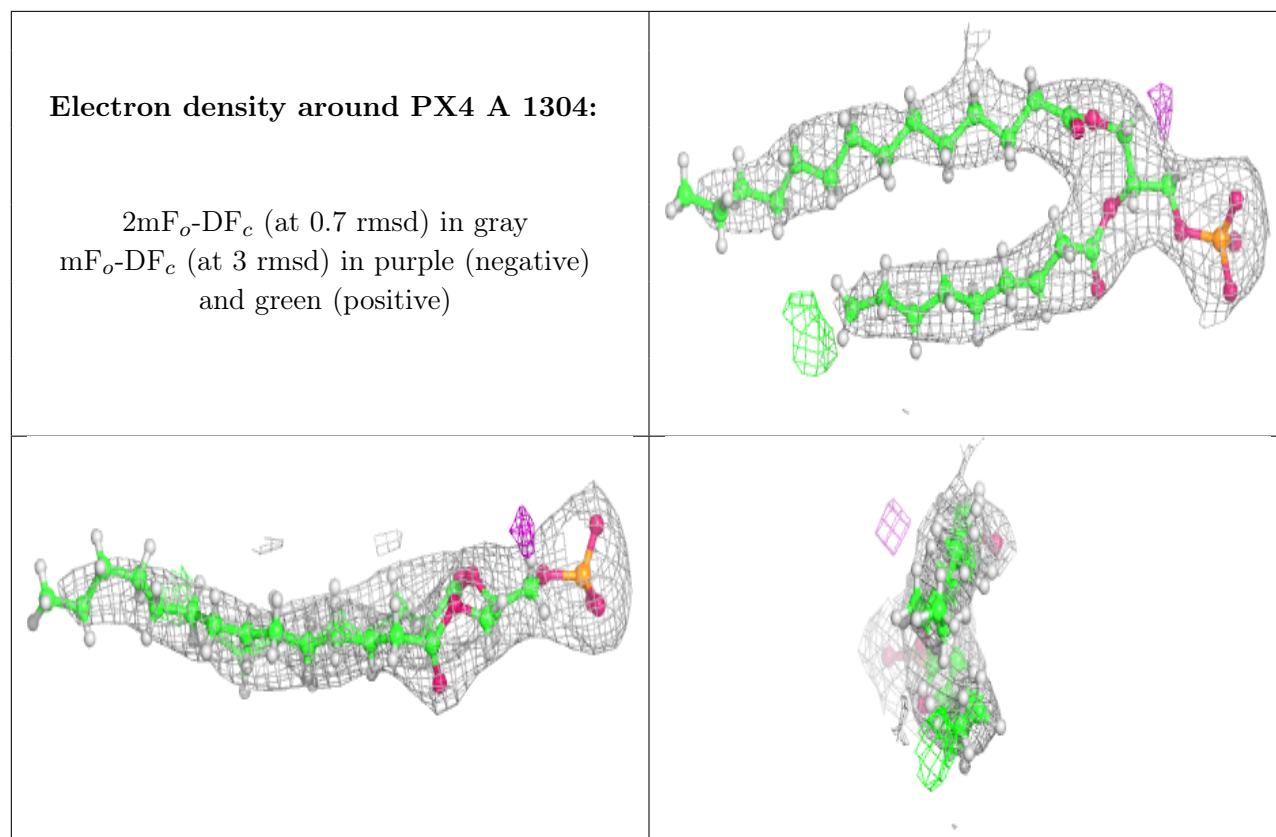 Electron density around PX4 A 1304:
2mFₒ-DF𝒸 (at 0.7 rmsd) in gray
mFₒ-DF𝒸 (at 3 rmsd) in purple (negative)
and green (positive)